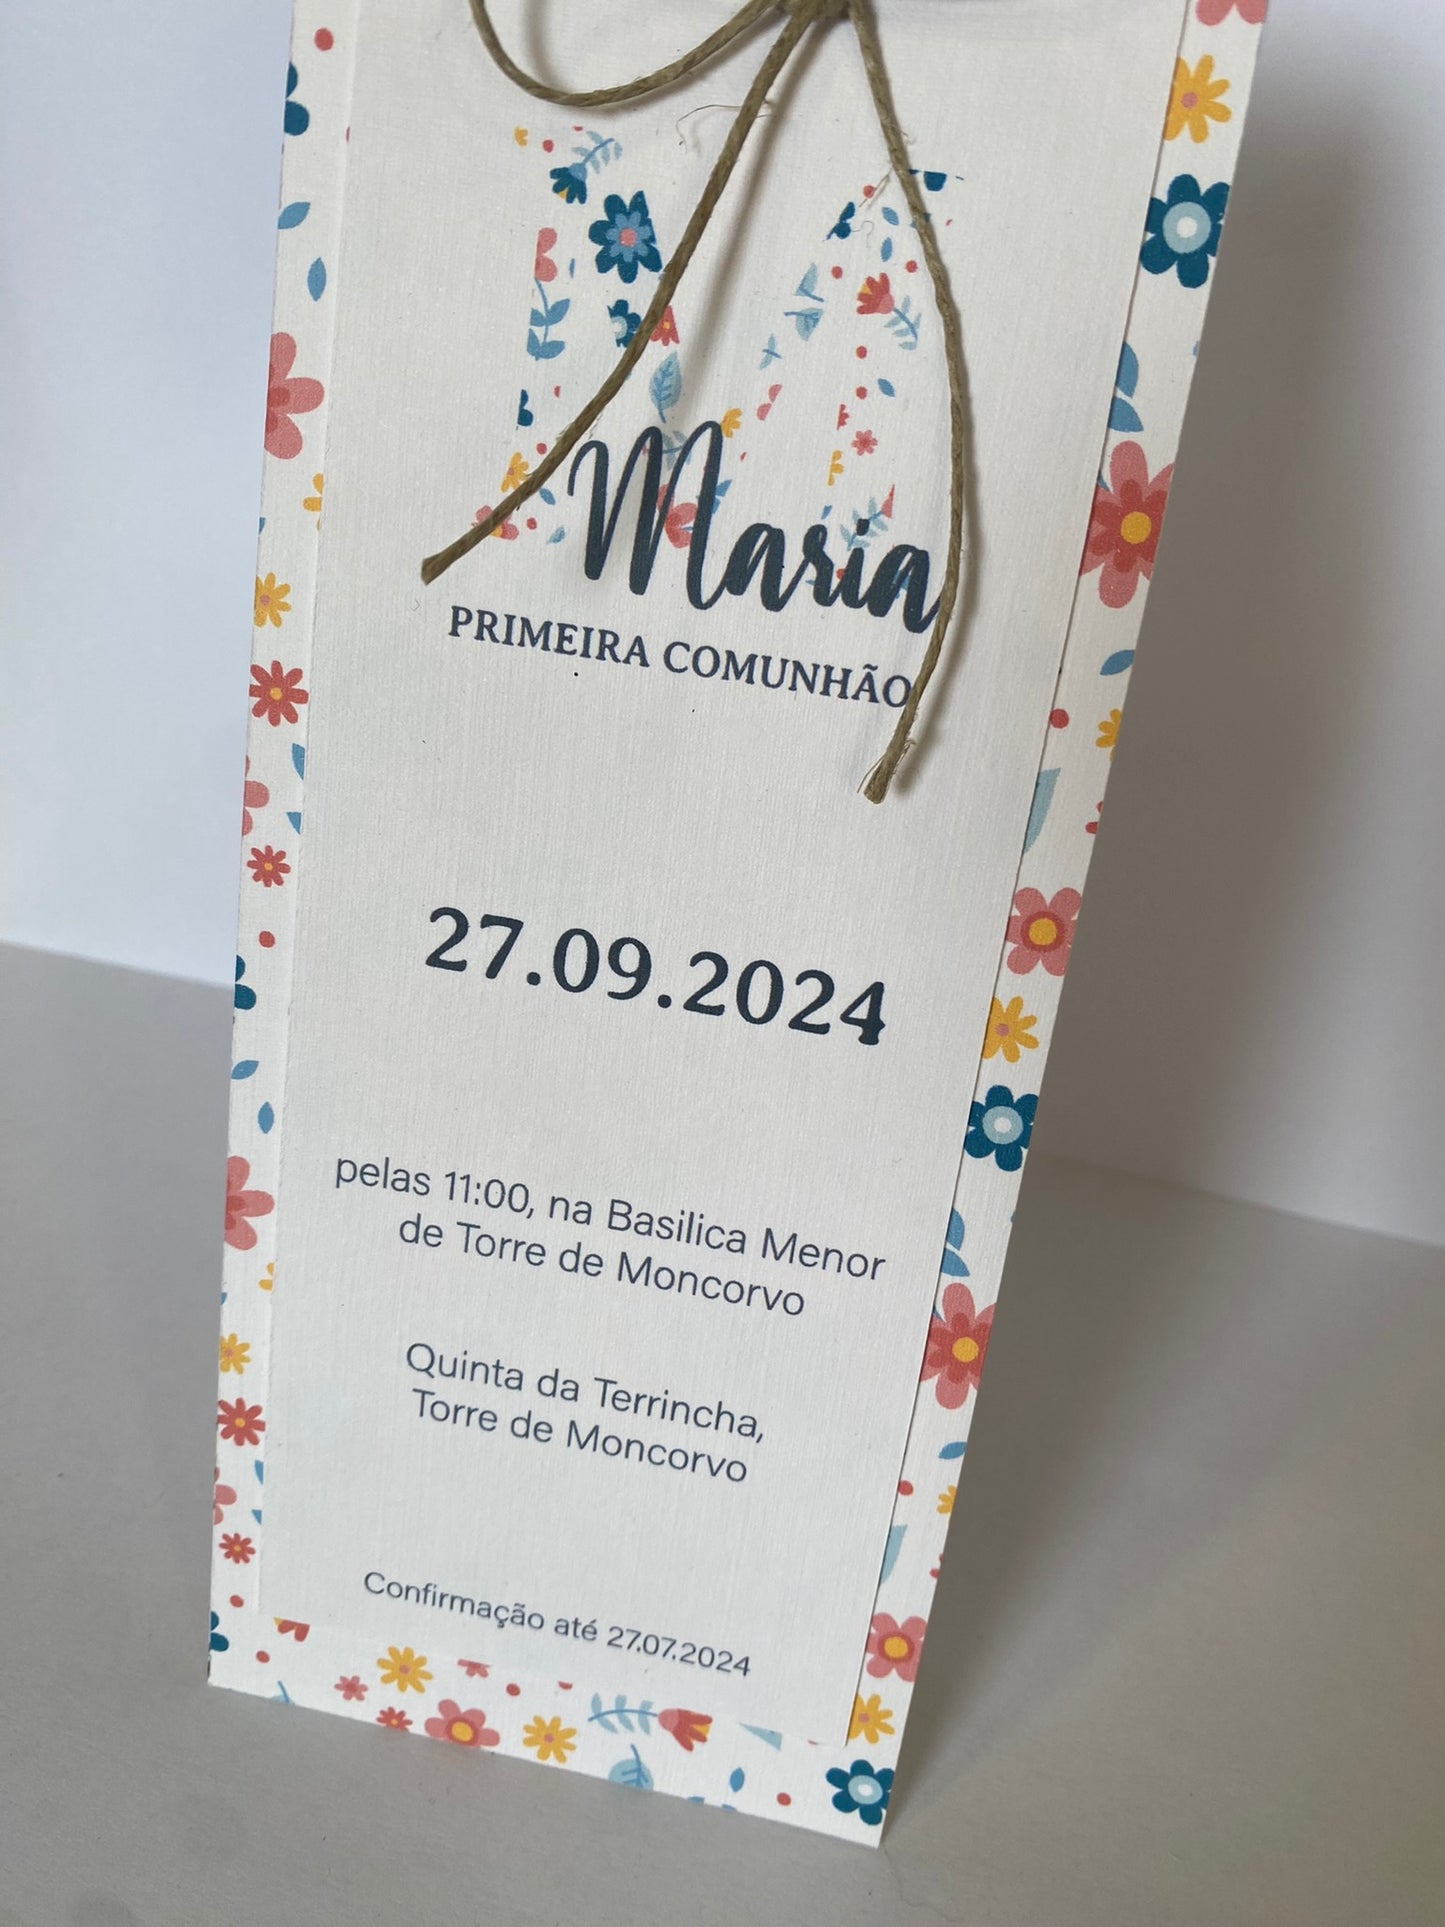 M
Maria
PRIMEIRA COMUNHÃO
27.09.2024
pelas 11:00, na Basilica Menor
de Torre de Moncorvo
Quinta da Terrincha,
Torre de Moncorvo
Confirmação até 27.07.2024